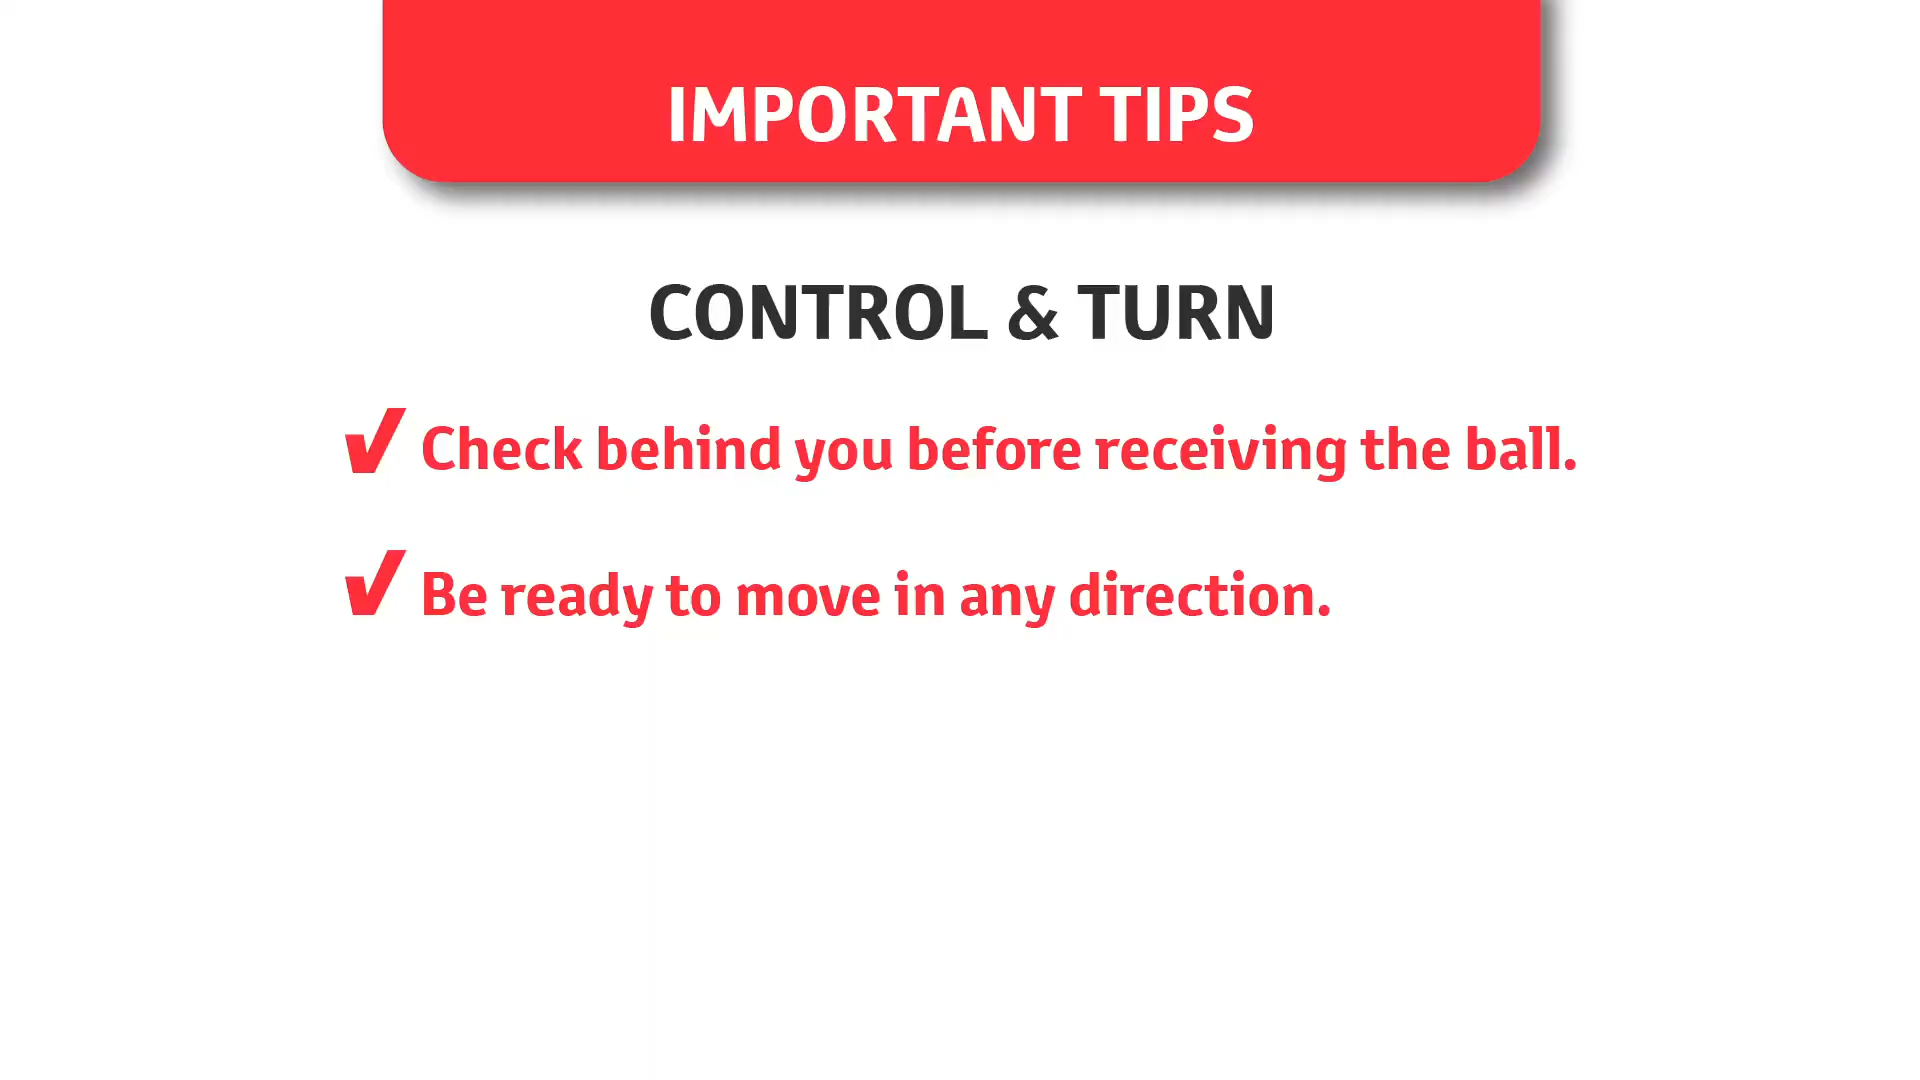 IMPORTANT TIPS
CONTROL & TURN
✓ Check behind you before receiving the ball.
✓ Be ready to move in any direction.